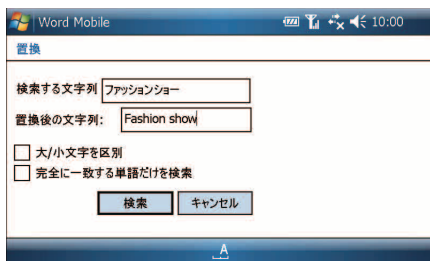 Word Mobile 10:00
置換
検索する文字列 ファッションショー
置換後の文字列: Fashion show
大/小文字を区別
完全に一致する単語だけを検索
検索 キャンセル
A